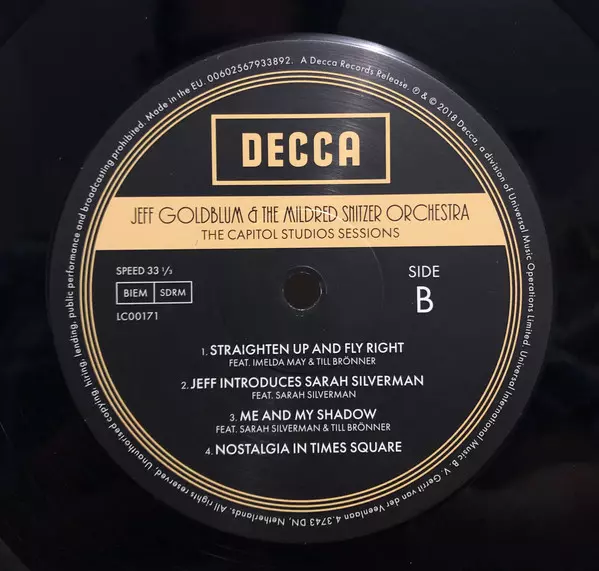 DECCA
JEFF GOLDBLUM & THE MILDRED SNITZER ORCHESTRA
THE CAPITOL STUDIOS SESSIONS
SPEED 33 ⅓
BIEM SDRM
LC00171
SIDE
B
1. STRAIGHTEN UP AND FLY RIGHT
FEAT. IMELDA MAY & TILL BRÖNNER
2. JEFF INTRODUCES SARAH SILVERMAN
FEAT. SARAH SILVERMAN
3. ME AND MY SHADOW
FEAT. SARAH SILVERMAN & TILL BRÖNNER
4. NOSTALGIA IN TIMES SQUARE
A Decca Records Release. ℗ & © 2018 Decca, a division of Universal Music Operations Limited. Universal International Music B. V. Gerrit van der Veenlaan 4, 3743 DN, Netherlands. All rights reserved. Unauthorised copying, hiring, lending, public performance and broadcasting prohibited. Made in the EU. 00602567933892.